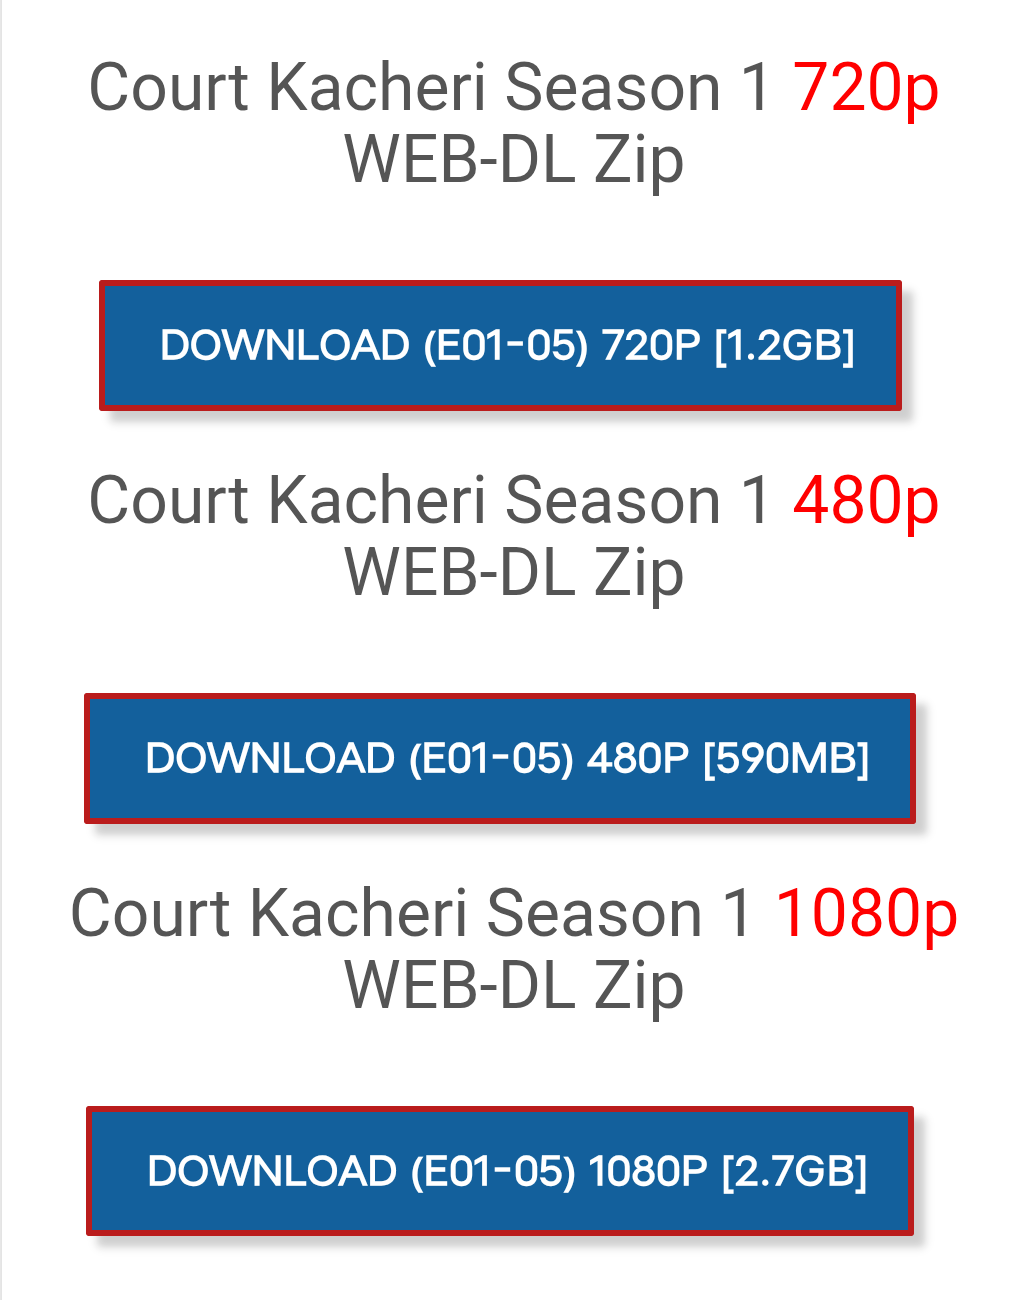 Court Kacheri Season 1 720p
WEB-DL Zip
DOWNLOAD (E01-05) 720P [1.2GB]
Court Kacheri Season 1 480p
WEB-DL Zip
DOWNLOAD (E01-05) 480P [590MB]
Court Kacheri Season 1 1080p
WEB-DL Zip
DOWNLOAD (E01-05) 1080P [2.7GB]